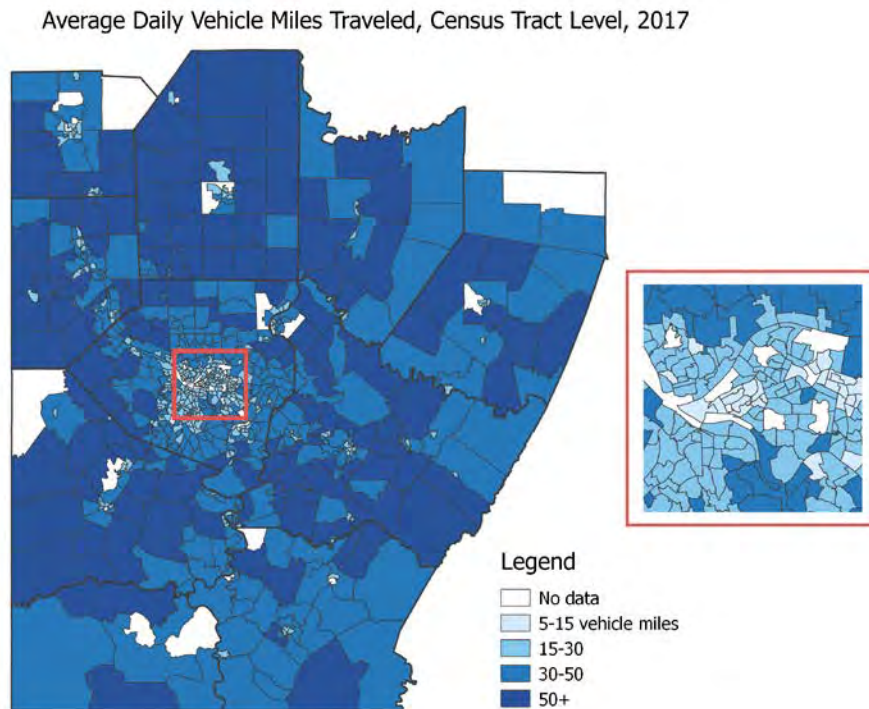 Average Daily Vehicle Miles Traveled, Census Tract Level, 2017
Legend
No data
5-15 vehicle miles
15-30
30-50
50+